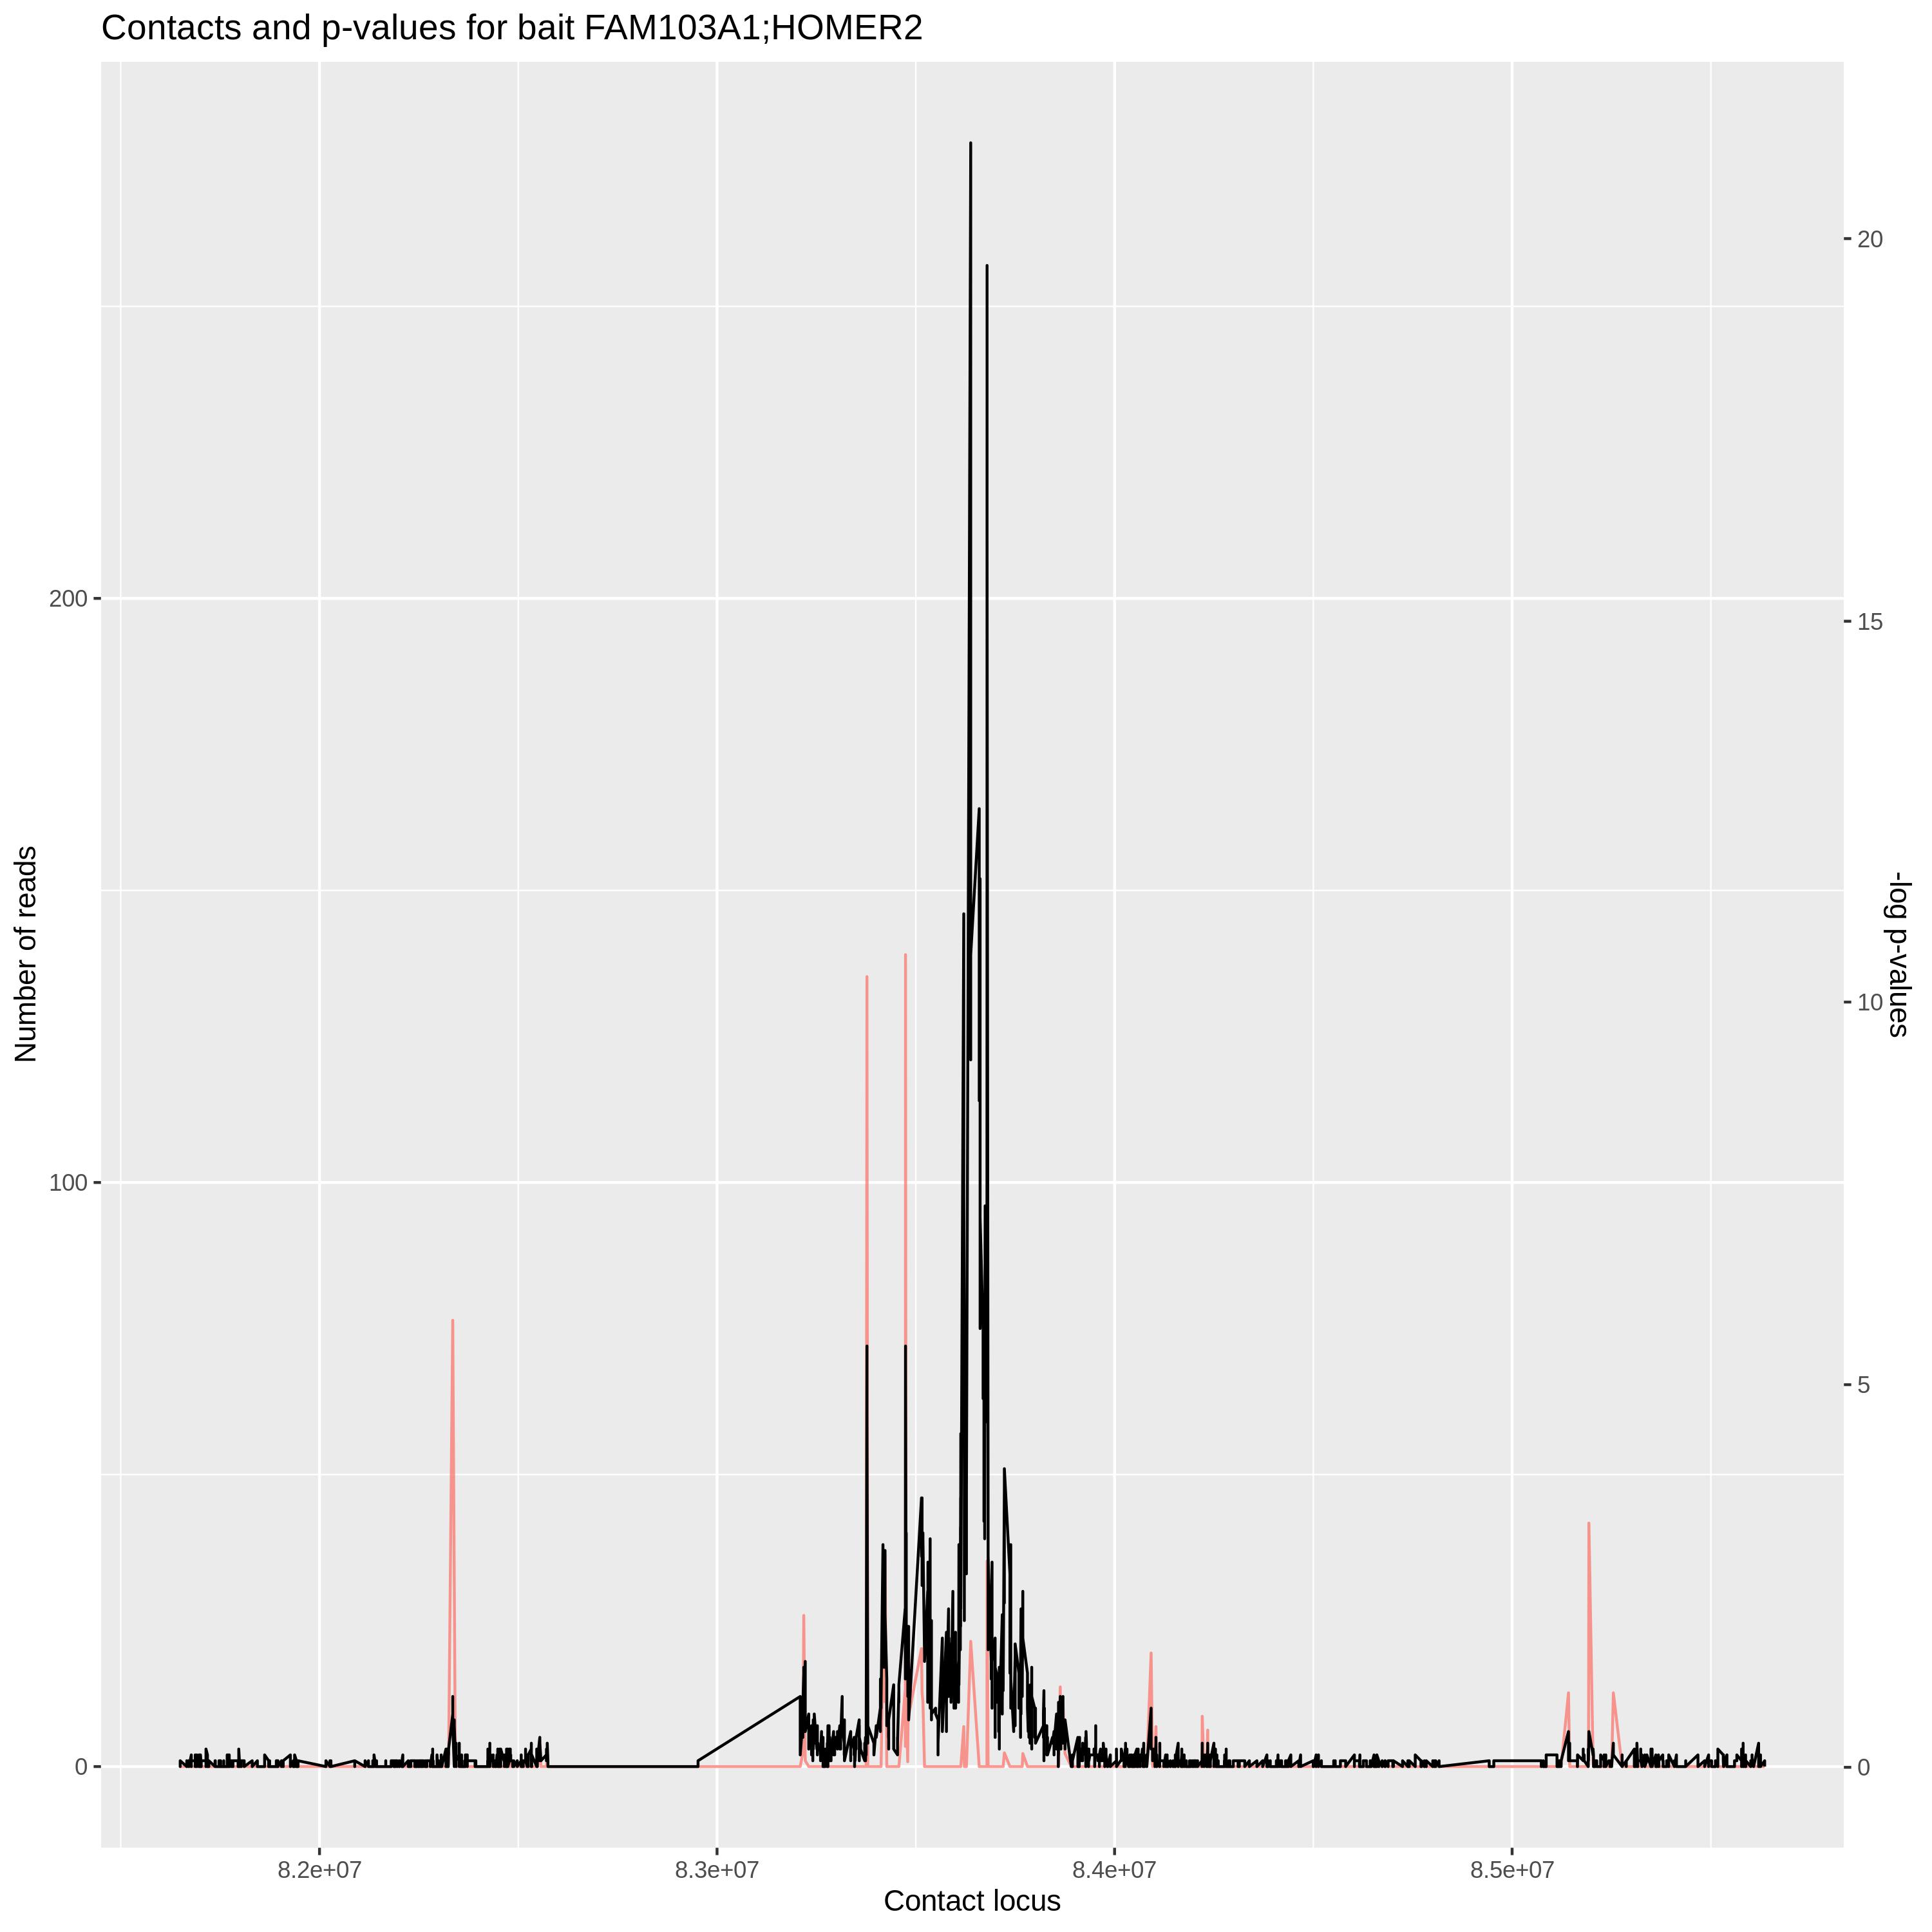 Contacts and p-values for bait FAM103A1;HOMER2
Number of reads
200
100
0
20
15
10
5
0
-log p-values
8.2e+07
8.3e+07
8.4e+07
8.5e+07
Contact locus